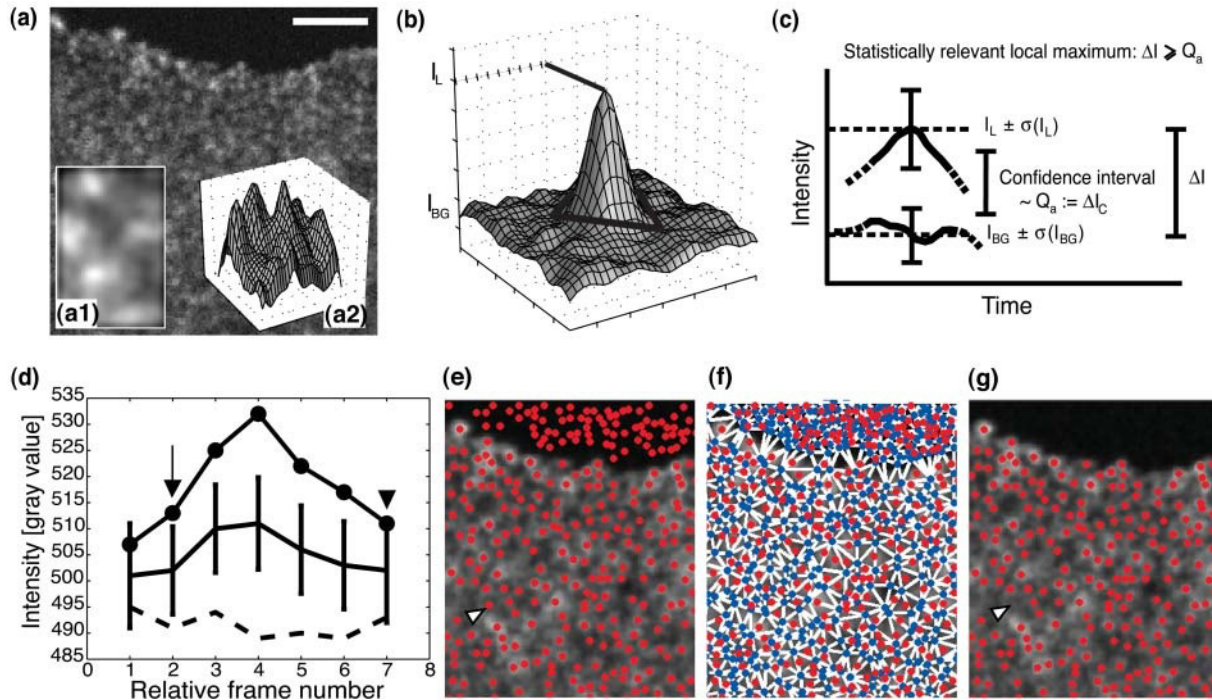 (a)
(a1)
(a2)
(b)
I_L
I_BG
(c)
Statistically relevant local maximum: ΔI ⩾ Q_a
Intensity
I_L ± σ(I_L)
Confidence interval
~ Q_a := ΔI_C
I_BG ± σ(I_BG)
ΔI
Time
(d)
Intensity [gray value]
535
530
525
520
515
510
505
500
495
490
485
0 1 2 3 4 5 6 7 8
Relative frame number
(e)
(f)
(g)